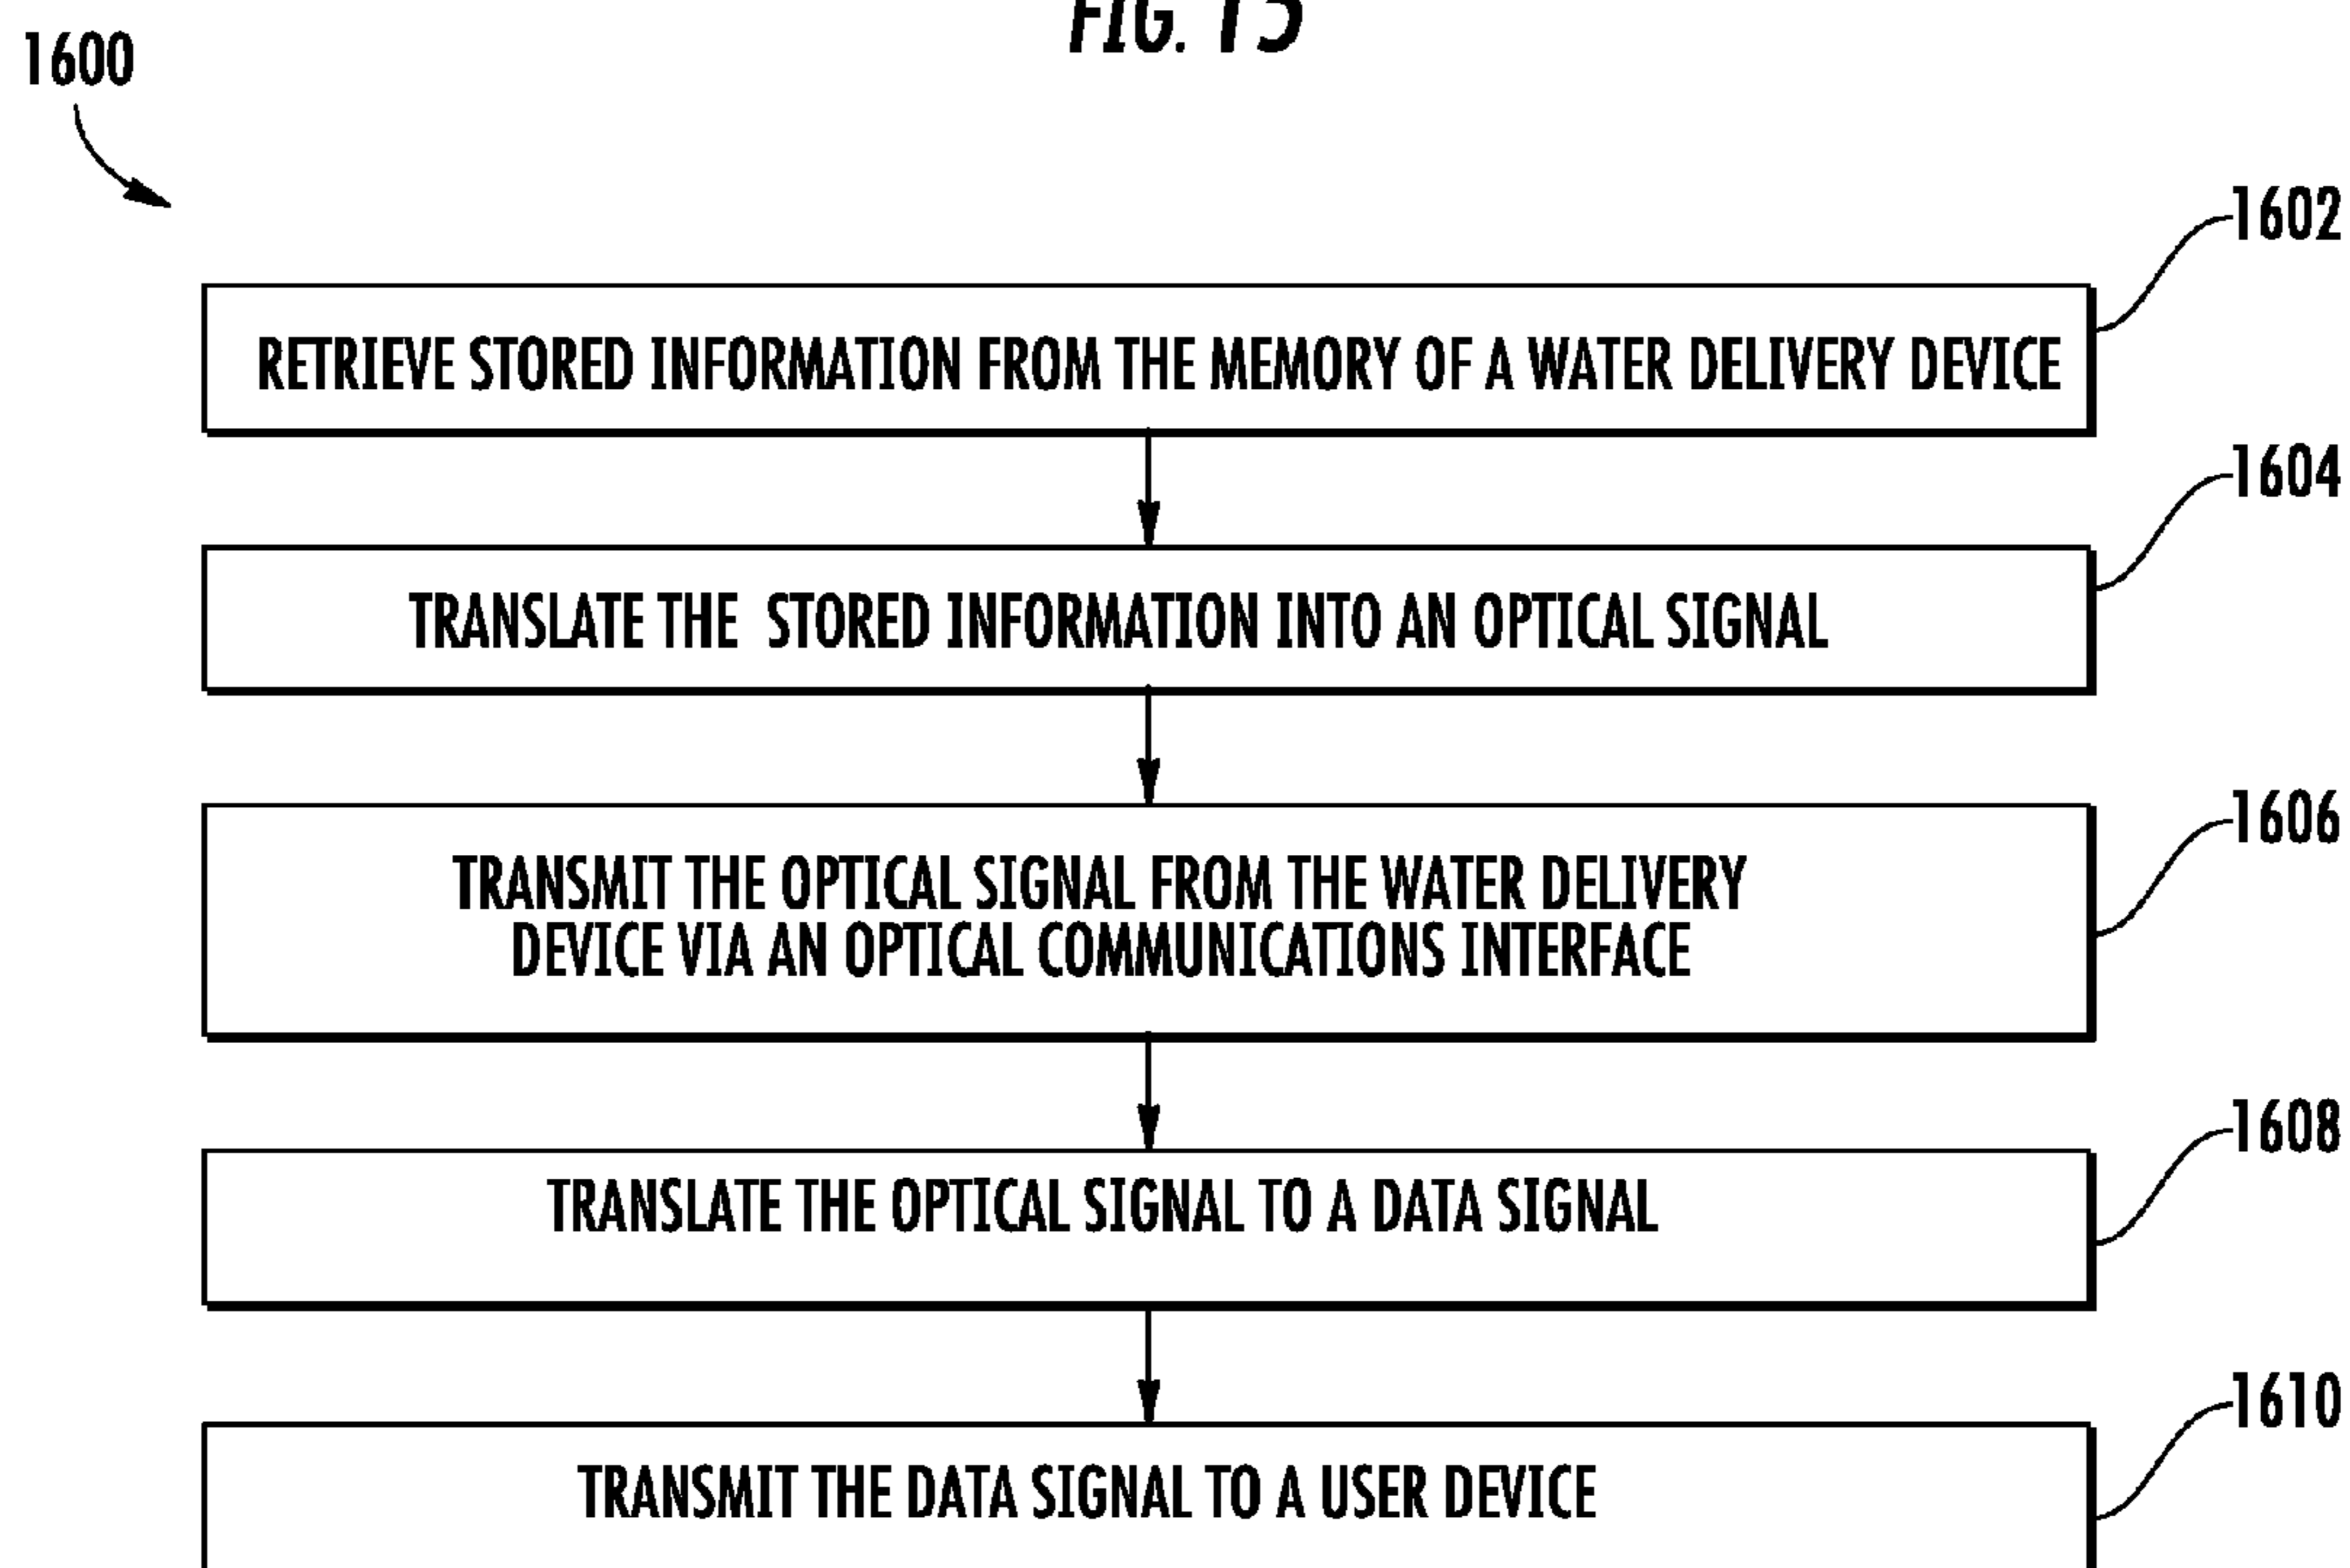 FIG. 15
1600
1602
RETRIEVE STORED INFORMATION FROM THE MEMORY OF A WATER DELIVERY DEVICE
1604
TRANSLATE THE STORED INFORMATION INTO AN OPTICAL SIGNAL
1606
TRANSMIT THE OPTICAL SIGNAL FROM THE WATER DELIVERY
DEVICE VIA AN OPTICAL COMMUNICATIONS INTERFACE
1608
TRANSLATE THE OPTICAL SIGNAL TO A DATA SIGNAL
1610
TRANSMIT THE DATA SIGNAL TO A USER DEVICE